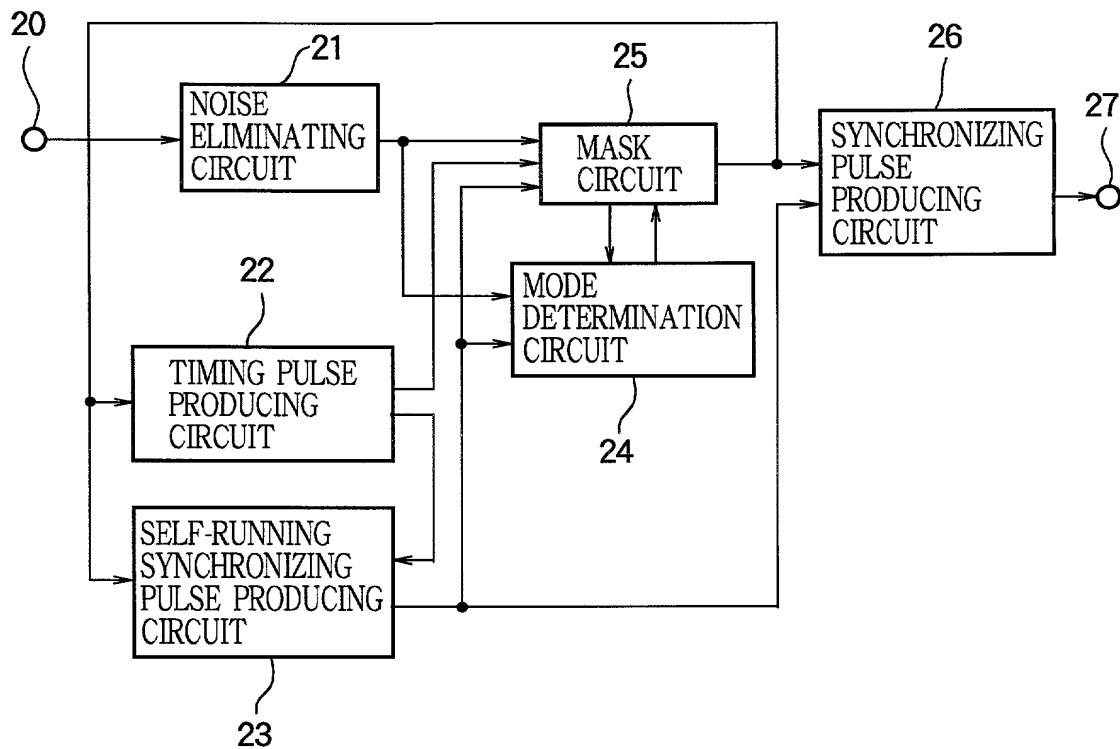 20
21
NOISE
ELIMINATING
CIRCUIT
25
MASK
CIRCUIT
26
SYNCHRONIZING
PULSE
PRODUCING
CIRCUIT
27
22
TIMING PULSE
PRODUCING
CIRCUIT
MODE
DETERMINATION
CIRCUIT
24
SELF-RUNNING
SYNCHRONIZING
PULSE PRODUCING
CIRCUIT
23